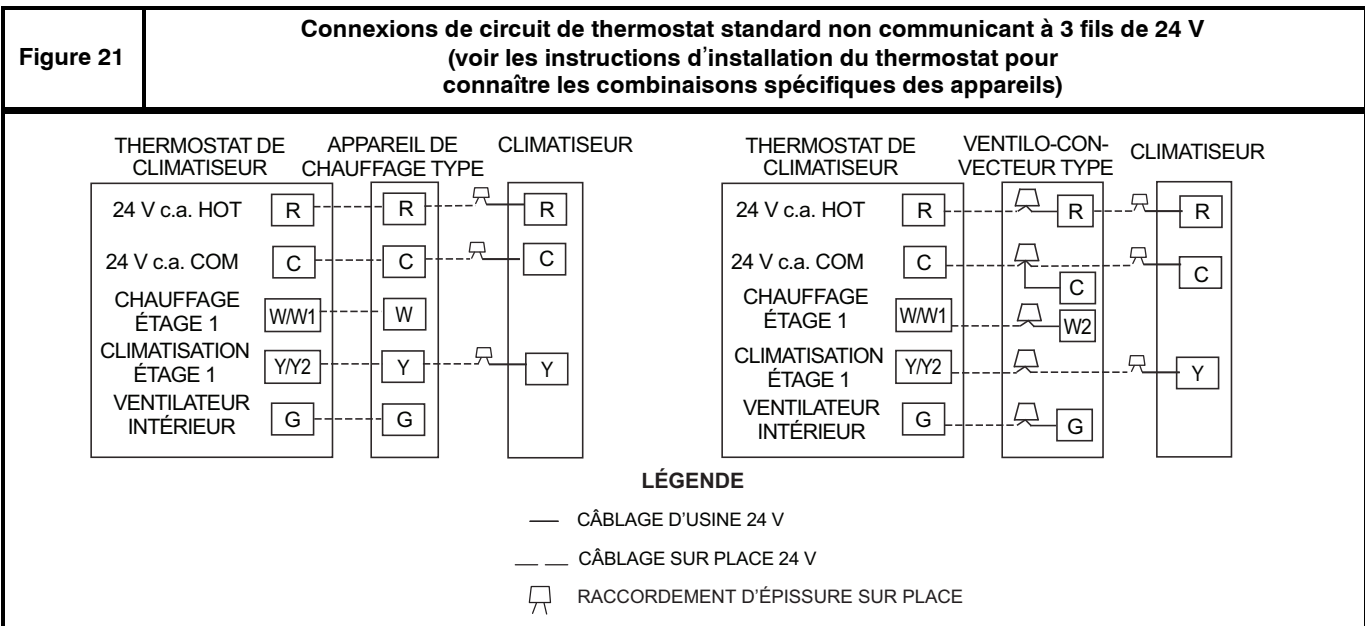 Figure 21
Connexions de circuit de thermostat standard non communicant à 3 fils de 24 V
(voir les instructions d'installation du thermostat pour
connaître les combinaisons spécifiques des appareils)
THERMOSTAT DE
CLIMATISEUR
APPAREIL DE
CHAUFFAGE TYPE
CLIMATISEUR
24 V c.a. HOT R R R
24 V c.a. COM C C C
CHAUFFAGE
ÉTAGE 1
W/W1 W
CLIMATISATION
ÉTAGE 1
Y/Y2 Y Y
VENTILATEUR
INTÉRIEUR
G G
THERMOSTAT DE
CLIMATISEUR
VENTILO-CON-
VECTEUR TYPE
CLIMATISEUR
24 V c.a. HOT R R R
24 V c.a. COM C C C
CHAUFFAGE
ÉTAGE 1
W/W1 W2
CLIMATISATION
ÉTAGE 1
Y/Y2 Y
VENTILATEUR
INTÉRIEUR
G G
LÉGENDE
CÂBLAGE D'USINE 24 V
CÂBLAGE SUR PLACE 24 V
RACCORDEMENT D'ÉPISSURE SUR PLACE